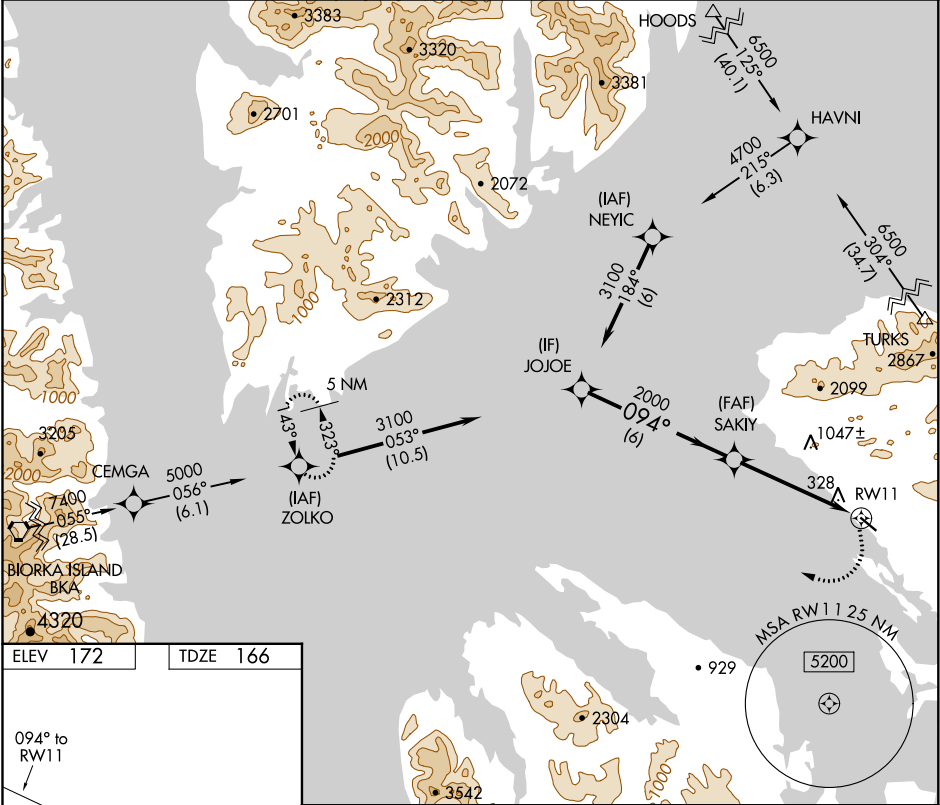 3383
3320
HOODS
6500
125°
(40.1)
3381
2701
2000
HAVNI
4700
215°
(6.3)
2072
(IAF)
NEYIC
6500
304°
(34.7)
3100
184°
(6)
2312
1000
TURKS
2867
(IF)
JOJOE
2099
1000
5 NM
143°
323°
3100
053°
(10.5)
2000
094°
(6)
(FAF)
SAKIY
1047±
3205
2000
CEMGA
5000
056°
(6.1)
(IAF)
ZOLKO
328
RW11
7400
055°
(28.5)
BIORKA ISLAND
BKA
4320
MSA RW11 25 NM
5200
ELEV 172
TDZE 166
929
2304
094° to
RW11
1000
3542